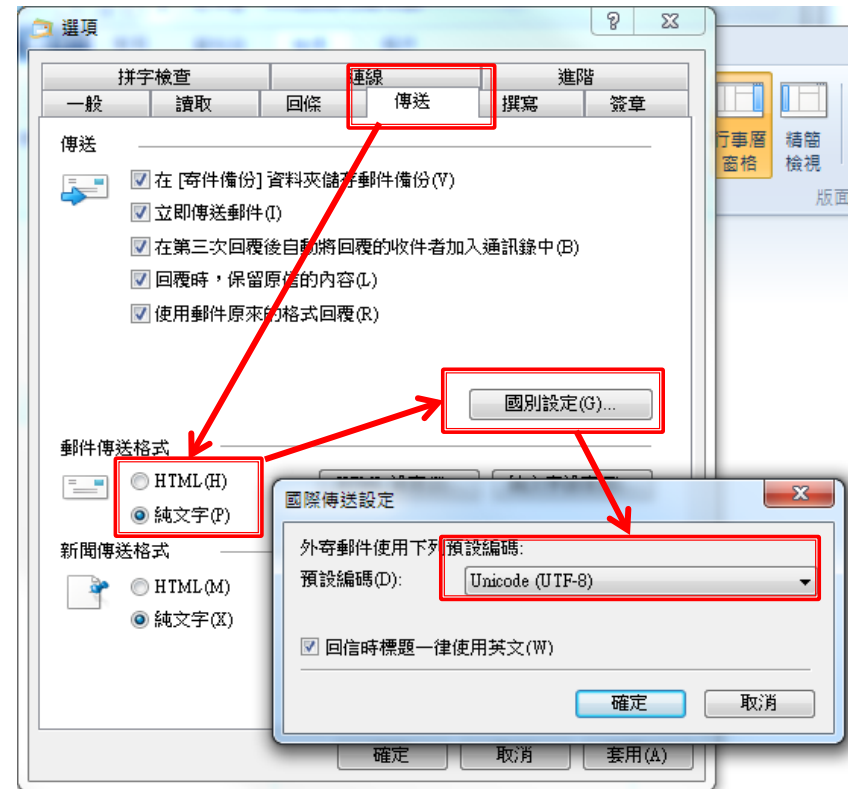 選項
拼字檢查 連線 進階
一般 讀取 回條 傳送 撰寫 簽章
傳送
在 [寄件備份] 資料夾儲存郵件備份(V)
立即傳送郵件(I)
在第三次回覆後自動將回覆的收件者加入通訊錄中(B)
回覆時，保留原信的內容(L)
使用郵件原來的格式回覆(R)
國別設定(G)...
郵件傳送格式
HTML(H)
純文字(P)
新聞傳送格式
HTML(M)
純文字(X)
確定 取消 套用(A)
國際傳送設定
外寄郵件使用下列預設編碼:
預設編碼(D): Unicode (UTF-8)
回信時標題一律使用英文(W)
確定 取消
行事曆 精簡
窗格 檢視
版面